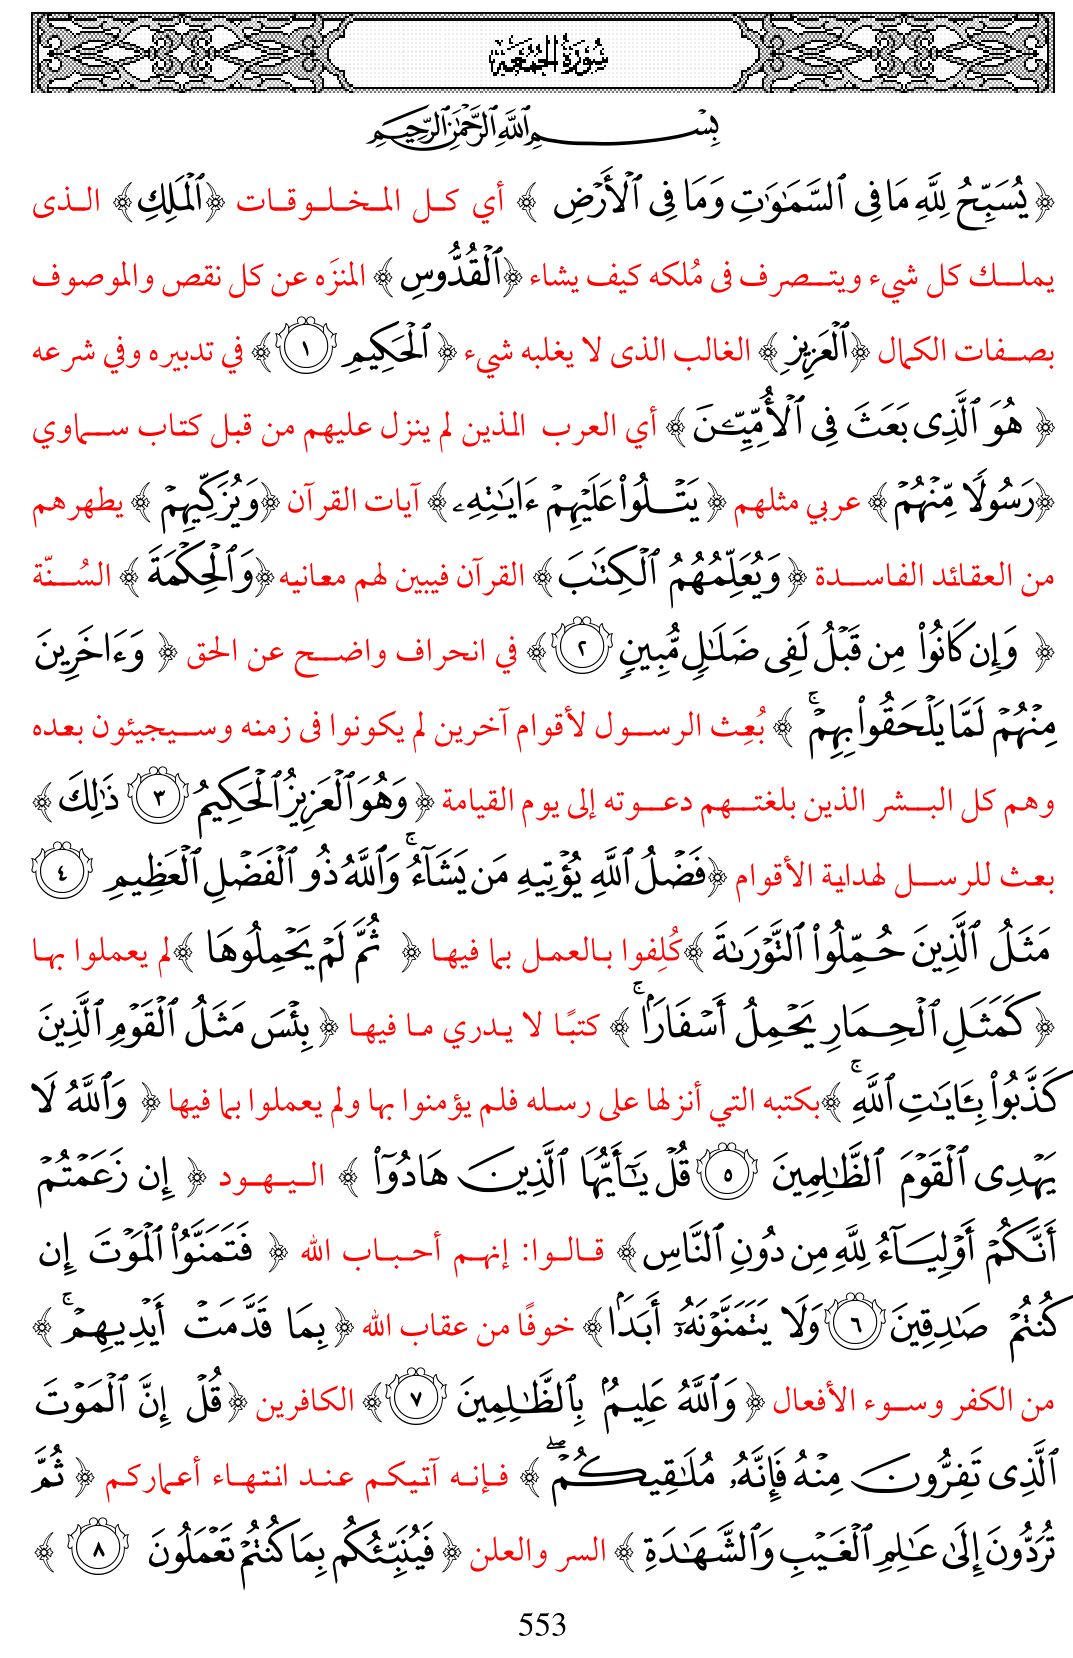 سُورَةُ الجُمُعَة
بِسْمِ ٱللَّهِ ٱلرَّحْمَٰنِ ٱلرَّحِيمِ
﴿ يُسَبِّحُ لِلَّهِ مَا فِى ٱلسَّمَٰوَٰتِ وَمَا فِى ٱلْأَرْضِ ﴾ أي كل المخلوقات ﴿ٱلْمَلِكِ﴾ الذى
يملك كل شيء ويتصرف فى مُلكه كيف يشاء ﴿ٱلْقُدُّوسِ ﴾ المنزَه عن كل نقص والموصوف
بصفات الكمال ﴿ٱلْعَزِيزِ﴾ الغالب الذى لا يغلبه شيء ﴿ ٱلْحَكِيمِ ١﴾ في تدبيره وفي شرعه
﴿ هُوَ ٱلَّذِى بَعَثَ فِى ٱلْأُمِّيِّۦنَ ﴾ أي العرب المذين لم ينزل عليهم من قبل كتاب سماوي
﴿رَسُولًا مِّنْهُمْ﴾ عربي مثلهم ﴿ يَتْلُوا۟ عَلَيْهِمْ ءَايَٰتِهِۦ﴾ آيات القرآن ﴿وَيُزَكِّيهِمْ ﴾ يطهرهم
من العقائد الفاسدة ﴿ وَيُعَلِّمُهُمُ ٱلْكِتَٰبَ﴾ القرآن فيبين لهم معانيه ﴿وَٱلْحِكْمَةَ ﴾ السُنّة
﴿ وَإِن كَانُوا۟ مِن قَبْلُ لَفِى ضَلَٰلٍ مُّبِينٍ ٢﴾ في انحراف واضح عن الحق ﴿ وَءَاخَرِينَ
مِنْهُمْ لَمَّا يَلْحَقُوا۟ بِهِمْ ۚ ﴾ بُعِث الرسول لأقوام آخرين لم يكونوا فى زمنه وسيجيئون بعده
وهم كل البشر الذين بلغتهم دعوته إلى يوم القيامة ﴿ وَهُوَ ٱلْعَزِيزُ ٱلْحَكِيمُ ٣ ذَٰلِكَ ﴾
بعث للرسل لهداية الأقوام ﴿فَضْلُ ٱللَّهِ يُؤْتِيهِ مَن يَشَآءُ ۚ وَٱللَّهُ ذُو ٱلْفَضْلِ ٱلْعَظِيمِ ٤
مَثَلُ ٱلَّذِينَ حُمِّلُوا۟ ٱلتَّوْرَىٰةَ ﴾كُلِفوا بالعمل بما فيها ﴿ ثُمَّ لَمْ يَحْمِلُوهَا ﴾لم يعملوا بها
﴿كَمَثَلِ ٱلْحِمَارِ يَحْمِلُ أَسْفَارًۢا ۚ ﴾ كتبًا لا يدري ما فيها ﴿ بِئْسَ مَثَلُ ٱلْقَوْمِ ٱلَّذِينَ
كَذَّبُوا۟ بِـَٔايَٰتِ ٱللَّهِ ۚ ﴾بكتبه التي أنزلها على رسله فلم يؤمنوا بها ولم يعملوا بما فيها ﴿ وَٱللَّهُ لَا
يَهْدِى ٱلْقَوْمَ ٱلظَّٰلِمِينَ ٥ قُلْ يَٰٓأَيُّهَا ٱلَّذِينَ هَادُوٓا۟ ﴾ اليهود ﴿ إِن زَعَمْتُمْ
أَنَّكُمْ أَوْلِيَآءُ لِلَّهِ مِن دُونِ ٱلنَّاسِ ﴾ قالوا: إنهم أحباب الله ﴿ فَتَمَنَّوُا۟ ٱلْمَوْتَ إِن
كُنتُمْ صَٰدِقِينَ ٦ وَلَا يَتَمَنَّوْنَهُۥٓ أَبَدًۢا ﴾ خوفًا من عقاب الله ﴿ بِمَا قَدَّمَتْ أَيْدِيهِمْ ۚ ﴾
من الكفر وسوء الأفعال ﴿ وَٱللَّهُ عَلِيمٌۢ بِٱلظَّٰلِمِينَ ٧﴾ الكافرين ﴿ قُلْ إِنَّ ٱلْمَوْتَ
ٱلَّذِى تَفِرُّونَ مِنْهُ فَإِنَّهُۥ مُلَٰقِيكُمْ ۖ ﴾ فإنه آتيكم عند انتهاء أعماركم ﴿ ثُمَّ
تُرَدُّونَ إِلَىٰ عَٰلِمِ ٱلْغَيْبِ وَٱلشَّهَٰدَةِ ﴾ السر والعلن ﴿ فَيُنَبِّئُكُم بِمَا كُنتُمْ تَعْمَلُونَ ٨ ﴾
553